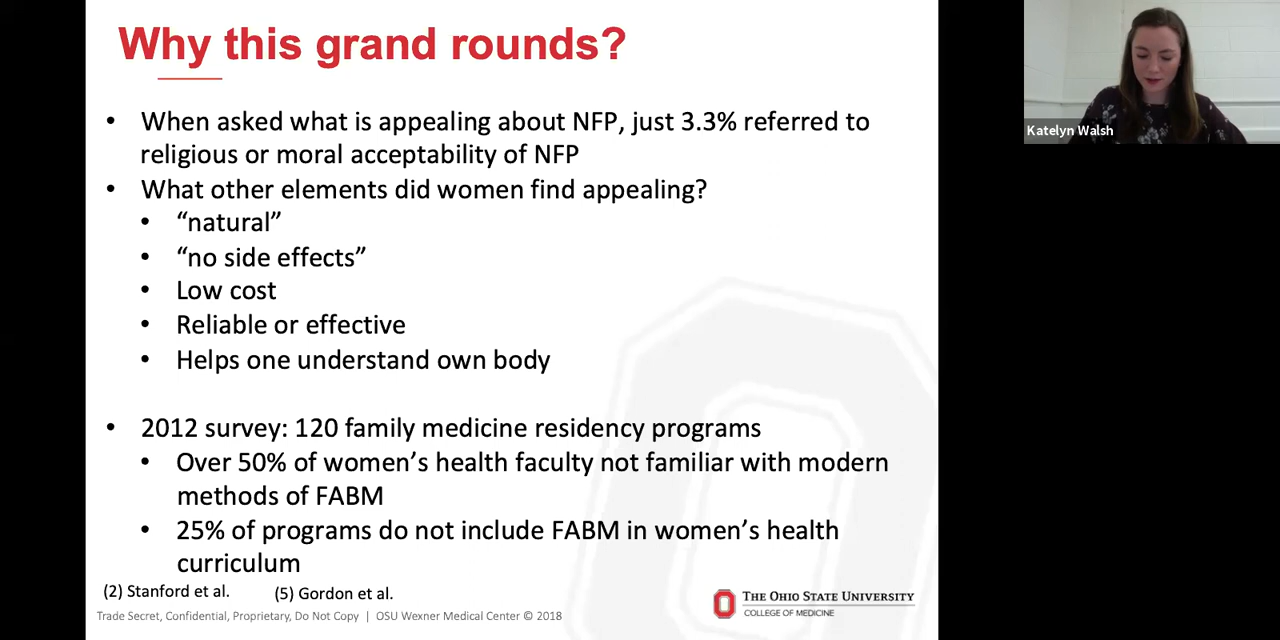 Why this grand rounds?
• When asked what is appealing about NFP, just 3.3% referred to
religious or moral acceptability of NFP
• What other elements did women find appealing?
• “natural”
• “no side effects”
• Low cost
• Reliable or effective
• Helps one understand own body
• 2012 survey: 120 family medicine residency programs
• Over 50% of women’s health faculty not familiar with modern
methods of FABM
• 25% of programs do not include FABM in women’s health
curriculum
(2) Stanford et al. (5) Gordon et al.
Trade Secret, Confidential, Proprietary, Do Not Copy | OSU Wexner Medical Center © 2018
THE OHIO STATE UNIVERSITY
COLLEGE OF MEDICINE
Katelyn Walsh